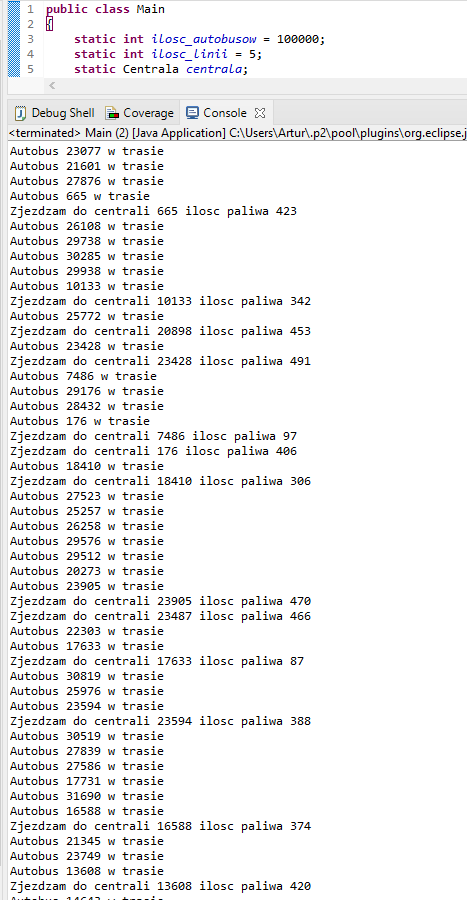 1 public class Main
2 {
3 static int ilosc_autobusow = 100000;
4 static int ilosc_linii = 5;
5 static Centrala centrala;
Debug Shell Coverage Console
<terminated> Main (2) [Java Application] C:\Users\Artur\.p2\pool\plugins\org.eclipse.j
Autobus 23077 w trasie
Autobus 21601 w trasie
Autobus 27876 w trasie
Autobus 665 w trasie
Zjezdzam do centrali 665 ilosc paliwa 423
Autobus 26108 w trasie
Autobus 29738 w trasie
Autobus 30285 w trasie
Autobus 29938 w trasie
Autobus 10133 w trasie
Zjezdzam do centrali 10133 ilosc paliwa 342
Autobus 25772 w trasie
Zjezdzam do centrali 20898 ilosc paliwa 453
Autobus 23428 w trasie
Zjezdzam do centrali 23428 ilosc paliwa 491
Autobus 7486 w trasie
Autobus 29176 w trasie
Autobus 28432 w trasie
Autobus 176 w trasie
Zjezdzam do centrali 7486 ilosc paliwa 97
Zjezdzam do centrali 176 ilosc paliwa 406
Autobus 18410 w trasie
Zjezdzam do centrali 18410 ilosc paliwa 306
Autobus 27523 w trasie
Autobus 25257 w trasie
Autobus 26258 w trasie
Autobus 29576 w trasie
Autobus 29512 w trasie
Autobus 20273 w trasie
Autobus 23905 w trasie
Zjezdzam do centrali 23905 ilosc paliwa 470
Zjezdzam do centrali 23487 ilosc paliwa 466
Autobus 22303 w trasie
Autobus 17633 w trasie
Zjezdzam do centrali 17633 ilosc paliwa 87
Autobus 30819 w trasie
Autobus 25976 w trasie
Autobus 23594 w trasie
Zjezdzam do centrali 23594 ilosc paliwa 388
Autobus 30519 w trasie
Autobus 27839 w trasie
Autobus 27586 w trasie
Autobus 17731 w trasie
Autobus 31690 w trasie
Autobus 16588 w trasie
Zjezdzam do centrali 16588 ilosc paliwa 374
Autobus 21345 w trasie
Autobus 23749 w trasie
Autobus 13608 w trasie
Zjezdzam do centrali 13608 ilosc paliwa 420